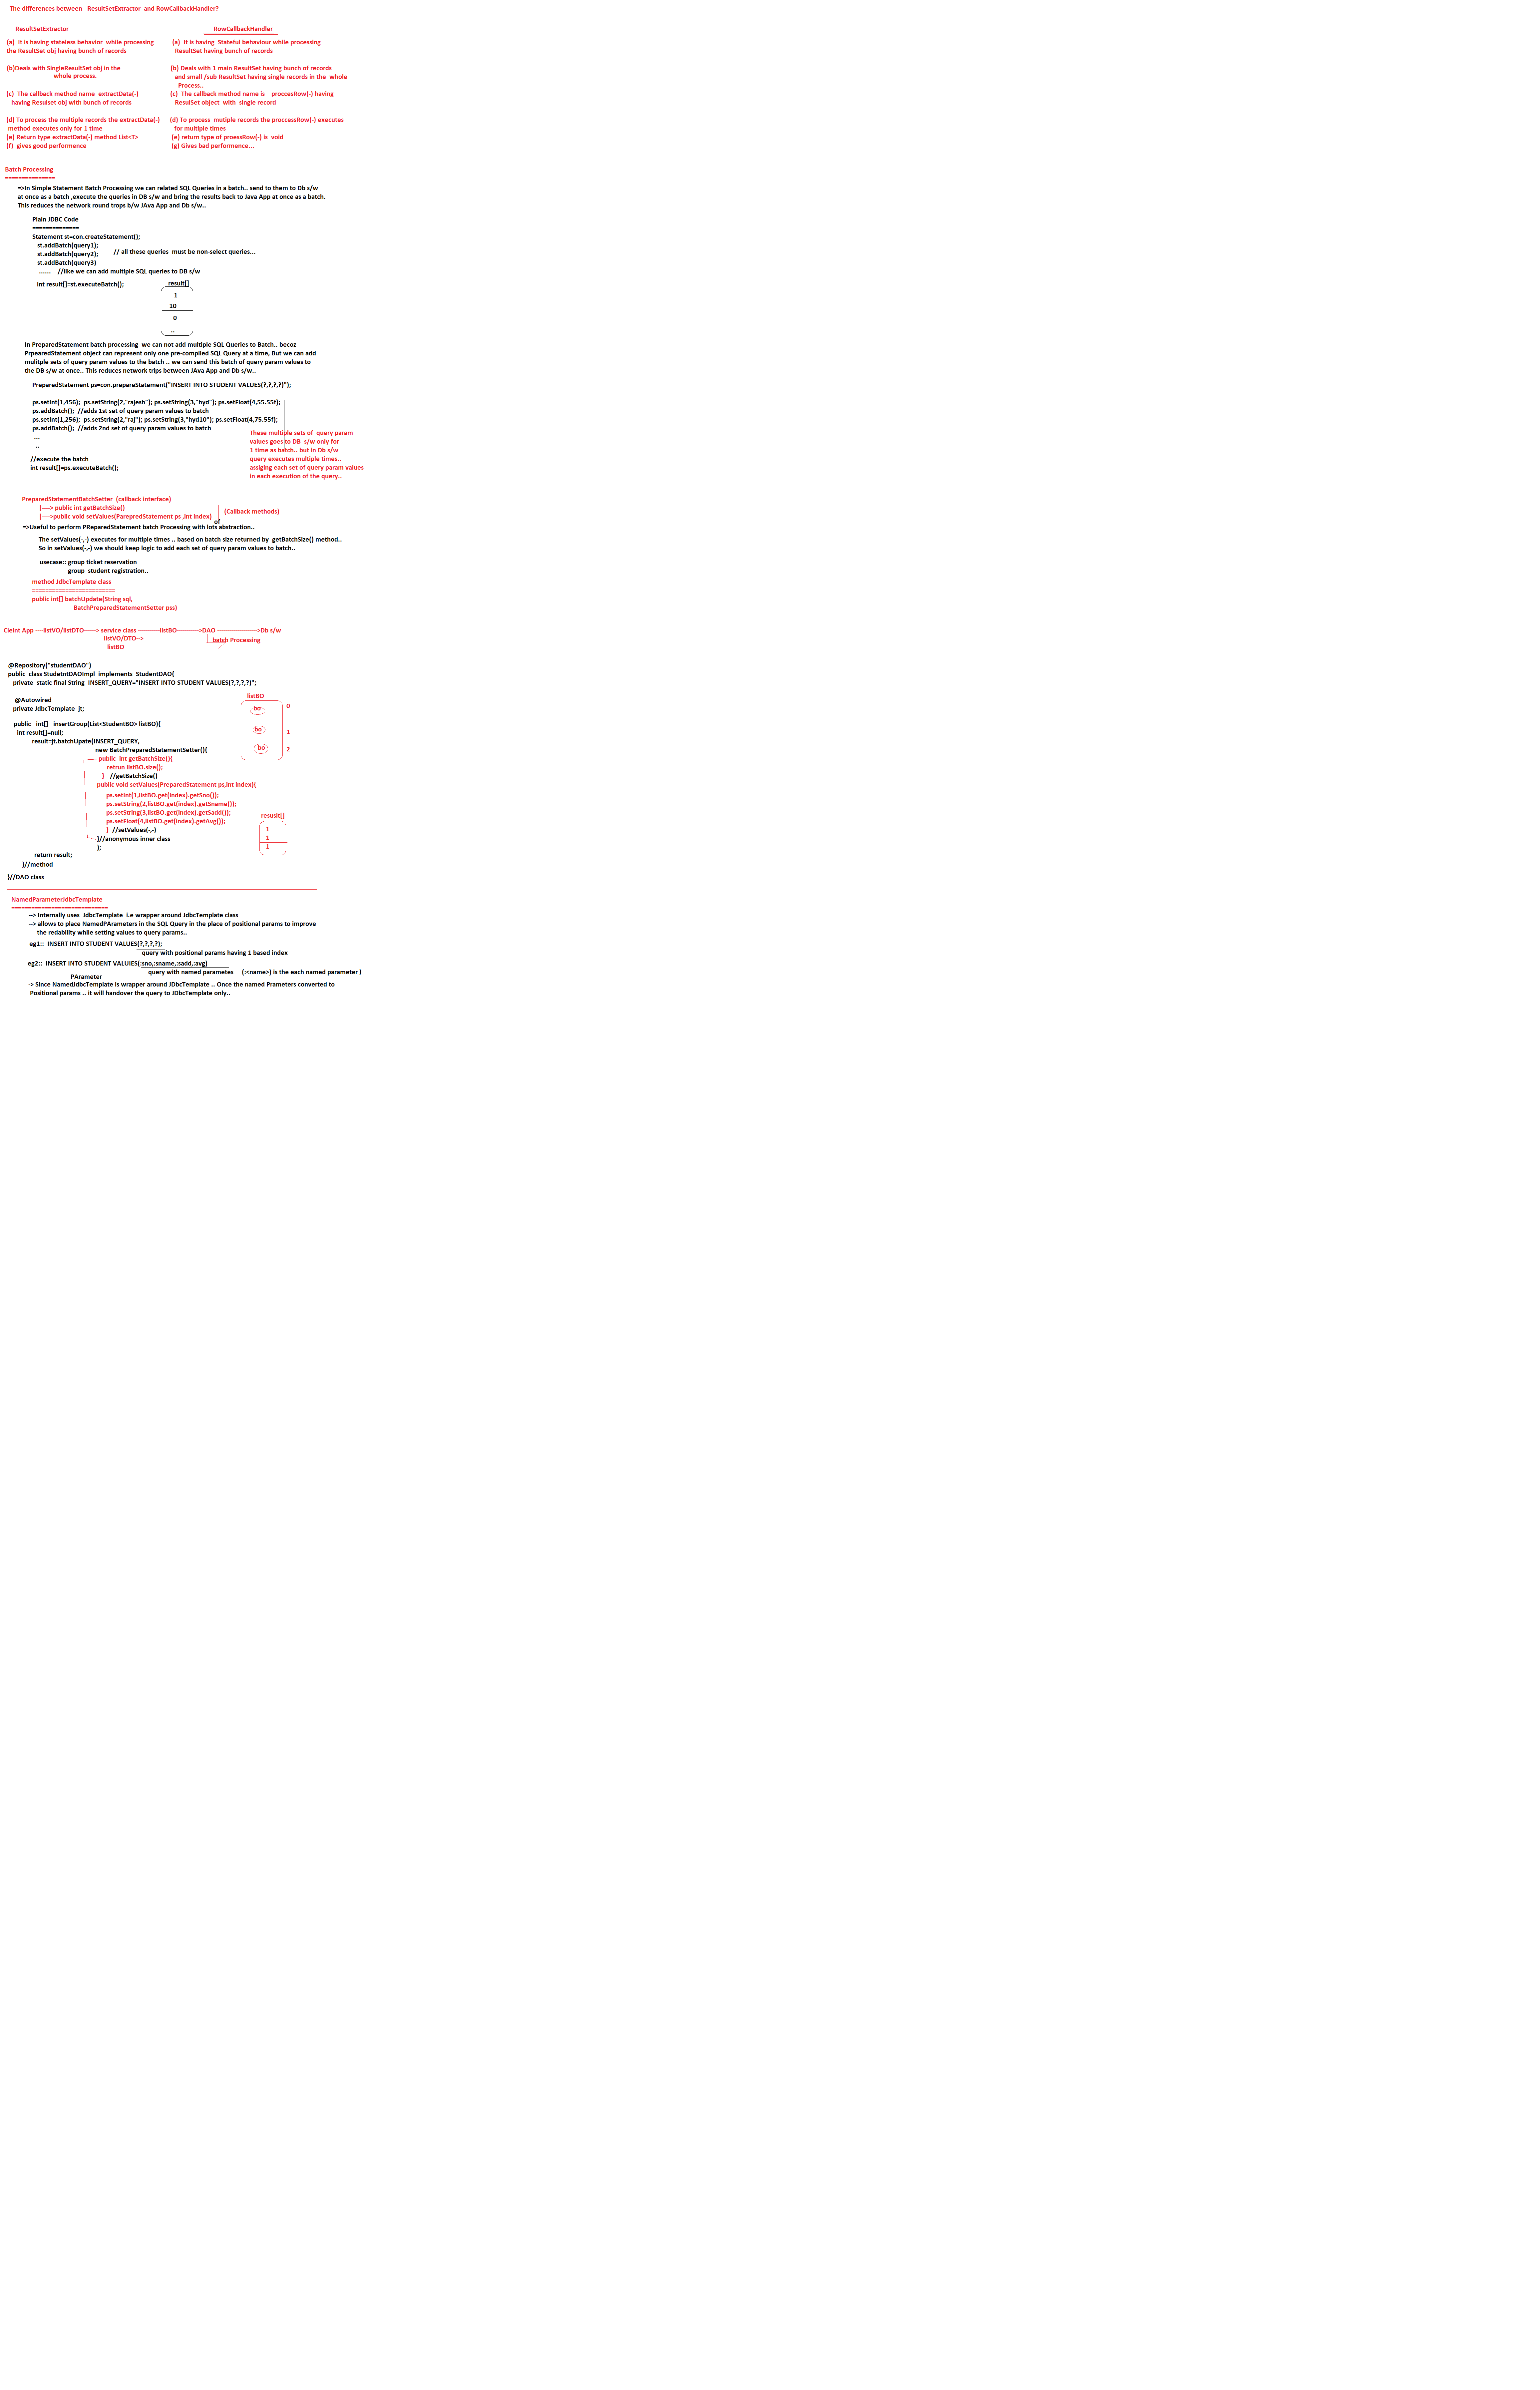 The differences between   ResultSetExtractor  and RowCallbackHandler?
ResultSetExtractor
(a)  It is having stateless behavior  while processing
the ResultSet obj having bunch of records
(b)Deals with SingleResultSet obj in the
whole process.
(c)  The callback method name  extractData(-)
having Resulset obj with bunch of records
(d) To process the multiple records the extractData(-)
method executes only for 1 time
(e) Return type extractData(-) method List<T>
(f)  gives good performence
RowCallbackHandler
(a)  It is having  Stateful behaviour while processing
ResultSet having bunch of records
(b) Deals with 1 main ResultSet having bunch of records
and small /sub ResultSet having single records in the  whole
Process..
(c)  The callback method name is    proccesRow(-) having
ResulSet object  with  single record
(d) To process  mutiple records the proccessRow(-) executes
for multiple times
(e) return type of proessRow(-) is  void
(g) Gives bad performence...
Batch Processing
===============
=>In Simple Statement Batch Processing we can related SQL Queries in a batch.. send to them to Db s/w
at once as a batch ,execute the queries in DB s/w and bring the results back to Java App at once as a batch.
This reduces the network round trops b/w JAva App and Db s/w..
Plain JDBC Code
==============
Statement st=con.createStatement();
st.addBatch(query1);
st.addBatch(query2);
// all these queries  must be non-select queries...
st.addBatch(query3)
......    //like we can add multiple SQL queries to DB s/w
int result[]=st.executeBatch();
result[]
1
10
0
..
In PreparedStatement batch processing  we can not add multiple SQL Queries to Batch.. becoz
PrpearedStatement object can represent only one pre-compiled SQL Query at a time, But we can add
mulitple sets of query param values to the batch .. we can send this batch of query param values to
the DB s/w at once.. This reduces network trips between JAva App and Db s/w..
PreparedStatement ps=con.prepareStatement("INSERT INTO STUDENT VALUES(?,?,?,?)");
ps.setInt(1,456);  ps.setString(2,"rajesh"); ps.setString(3,"hyd"); ps.setFloat(4,55.55f);
ps.addBatch();  //adds 1st set of query param values to batch
ps.setInt(1,256);  ps.setString(2,"raj"); ps.setString(3,"hyd10"); ps.setFloat(4,75.55f);
ps.addBatch();  //adds 2nd set of query param values to batch
...
..
//execute the batch
int result[]=ps.executeBatch();
These multiple sets of  query param
values goes to DB  s/w only for
1 time as batch.. but in Db s/w
query executes multiple times..
assiging each set of query param values
in each execution of the query..
PreparedStatementBatchSetter  (callback interface)
|----> public int getBatchSize()
|---->public void setValues(ParepredStatement ps ,int index)
(Callback methods)
of
=>Useful to perform PReparedStatement batch Processing with lots abstraction..
The setValues(-,-) executes for multiple times .. based on batch size returned by  getBatchSize() method..
So in setValues(-,-) we should keep logic to add each set of query param values to batch..
usecase:: group ticket reservation
group  student registration..
method JdbcTemplate class
=========================
public int[] batchUpdate(String sql,
BatchPreparedStatementSetter pss)
Cleint App ----listVO/listDTO------> service class -----------listBO----------->DAO --------------------->Db s/w
listVO/DTO-->
listBO
batch Processing
@Repository("studentDAO")
public  class StudetntDAOImpl  implements  StudentDAO{
private  static final String  INSERT_QUERY="INSERT INTO STUDENT VALUES(?,?,?,?)";
@Autowired
private JdbcTemplate  jt;
public   int[]   insertGroup(List<StudentBO> listBO){
int result[]=null;
result=jt.batchUpate(INSERT_QUERY,
new BatchPreparedStatementSetter(){
public  int getBatchSize(){
retrun listBO.size();
}   //getBatchSize()
public void setValues(PreparedStatement ps,int index){
ps.setInt(1,listBO.get(index).getSno());
ps.setString(2,listBO.get(index).getSname());
ps.setString(3,listBO.get(index).getSadd());
ps.setFloat(4,listBO.get(index).getAvg());
}  //setValues(-,-)
}//anonymous inner class
);
return result;
}//method
}//DAO class
listBO
bo
0
bo
1
bo
2
resuslt[]
1
1
1
NamedParameterJdbcTemplate
=============================
--> Internally uses  JdbcTemplate  i.e wrapper around JdbcTemplate class
--> allows to place NamedPArameters in the SQL Query in the place of positional params to improve
the redability while setting values to query params..
eg1::  INSERT INTO STUDENT VALUES(?,?,?,?);
query with positional params having 1 based index
eg2::  INSERT INTO STUDENT VALUIES(:sno,:sname,:sadd,:avg)
query with named parametes     (:<name>) is the each named parameter )
PArameter
-> Since NamedJdbcTemplate is wrapper around JDbcTemplate .. Once the named Prameters converted to
Positional params .. it will handover the query to JDbcTemplate only..